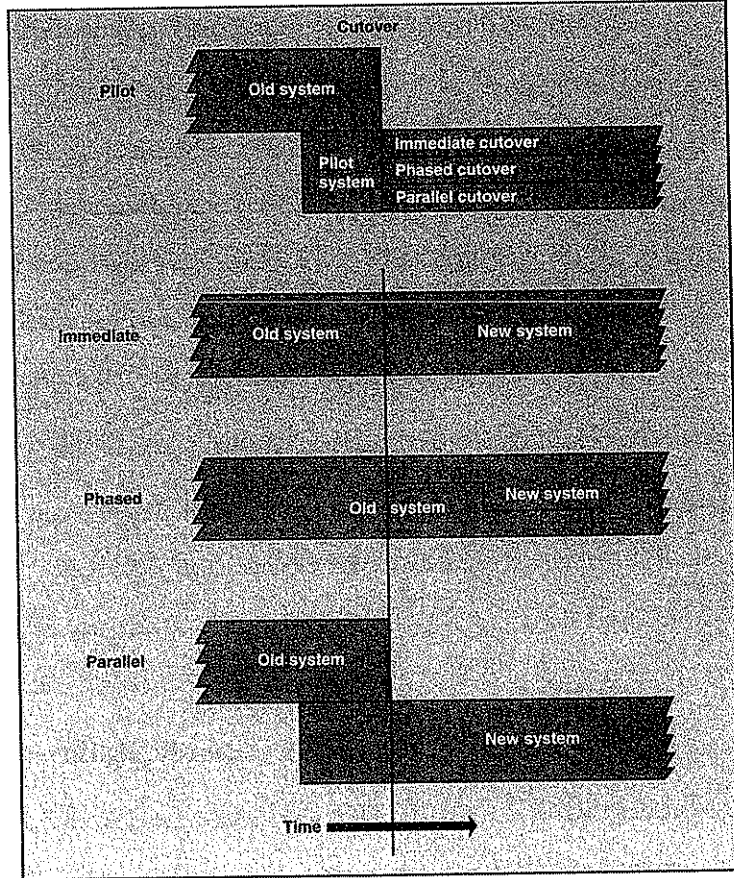 Cutover
Pilot
Old system
Pilot
system
Immediate cutover
Phased cutover
Parallel cutover
Immediate
Old system
New system
Phased
Old system
New system
Parallel
Old system
New system
Time